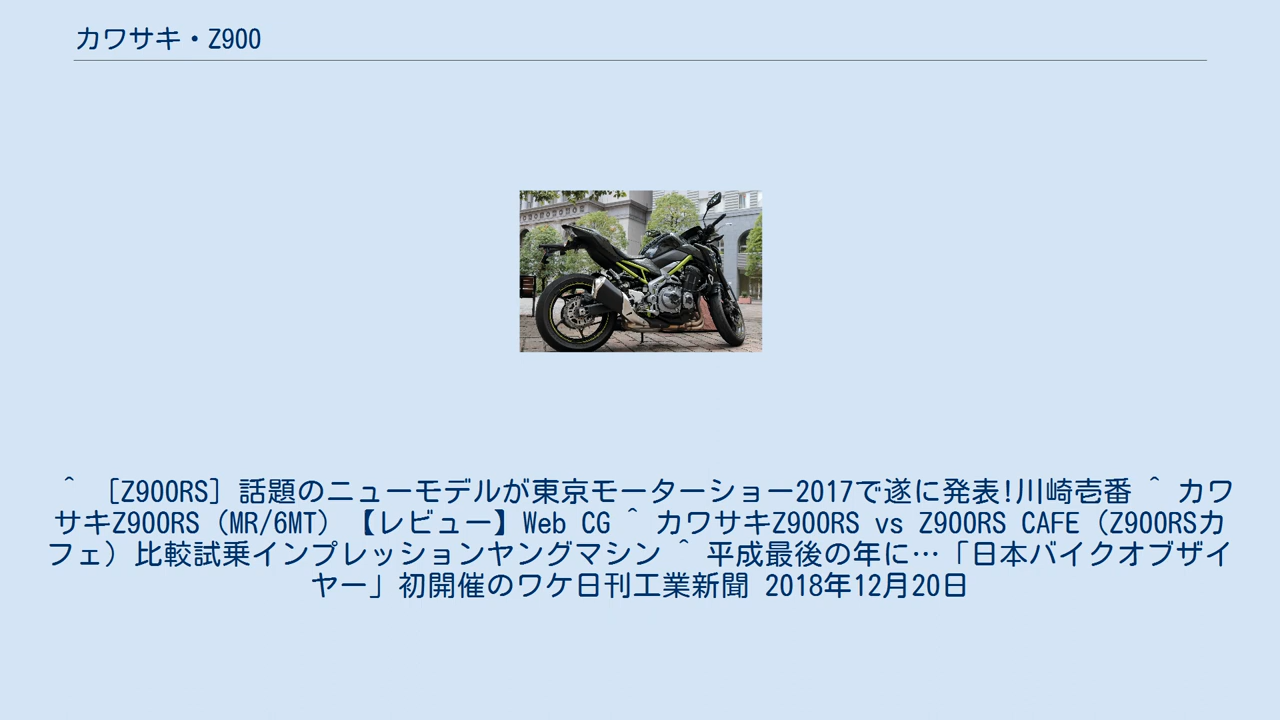 カワサキ・Z900
^ ［Z900RS］話題のニューモデルが東京モーターショー2017で遂に発表!川崎壱番 ^ カワ
サキZ900RS（MR/6MT）【レビュー】Web CG ^ カワサキZ900RS vs Z900RS CAFE（Z900RSカ
フェ）比較試乗インプレッションヤングマシン ^ 平成最後の年に…「日本バイクオブザイ
ヤー」初開催のワケ日刊工業新聞 2018年12月20日